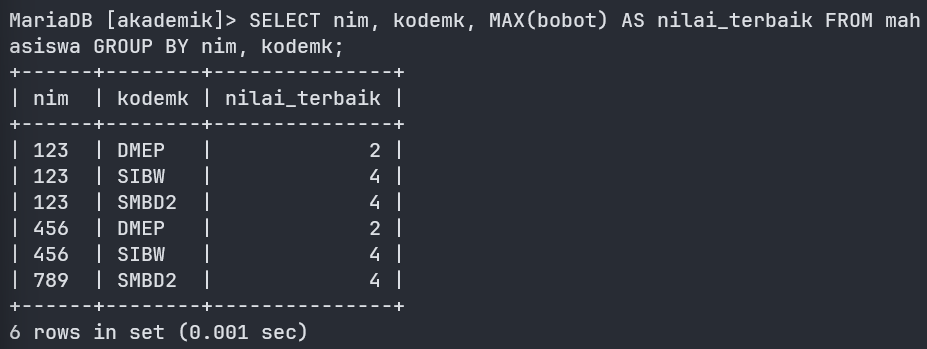 MariaDB [akademik]> SELECT nim, kodemk, MAX(bobot) AS nilai_terbaik FROM mah
asiswa GROUP BY nim, kodemk;
+------+--------+---------------+
| nim  | kodemk | nilai_terbaik |
+------+--------+---------------+
| 123  | DMEP   |             2 |
| 123  | SIBW   |             4 |
| 123  | SMBD2  |             4 |
| 456  | DMEP   |             2 |
| 456  | SIBW   |             4 |
| 789  | SMBD2  |             4 |
+------+--------+---------------+
6 rows in set (0.001 sec)